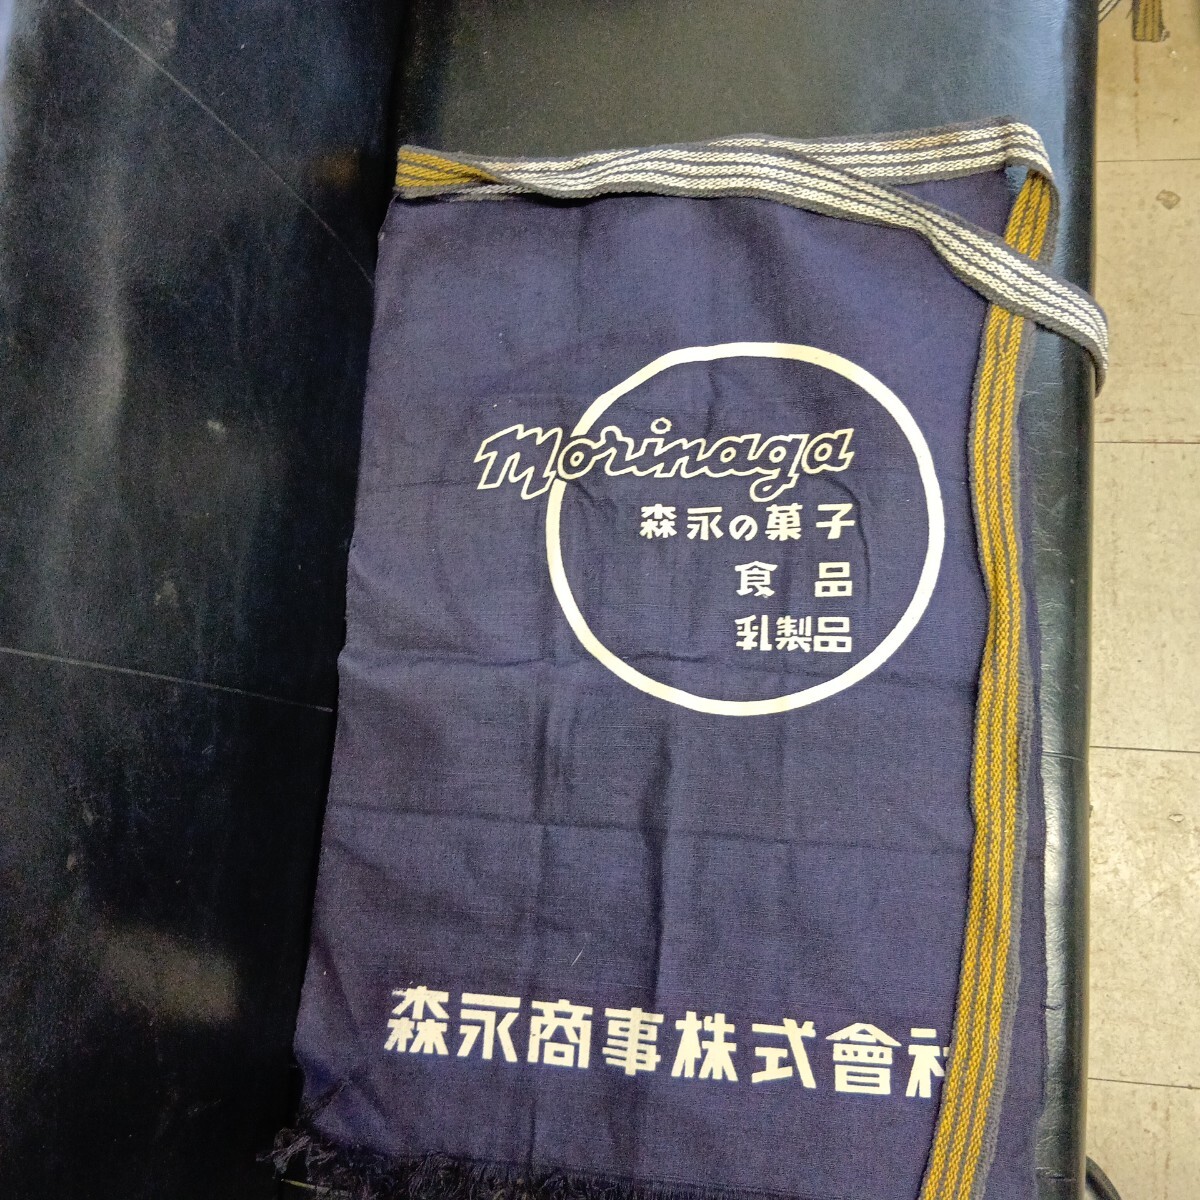 Morinaga
森永の菓子
食品
乳製品
森永商事株式會社